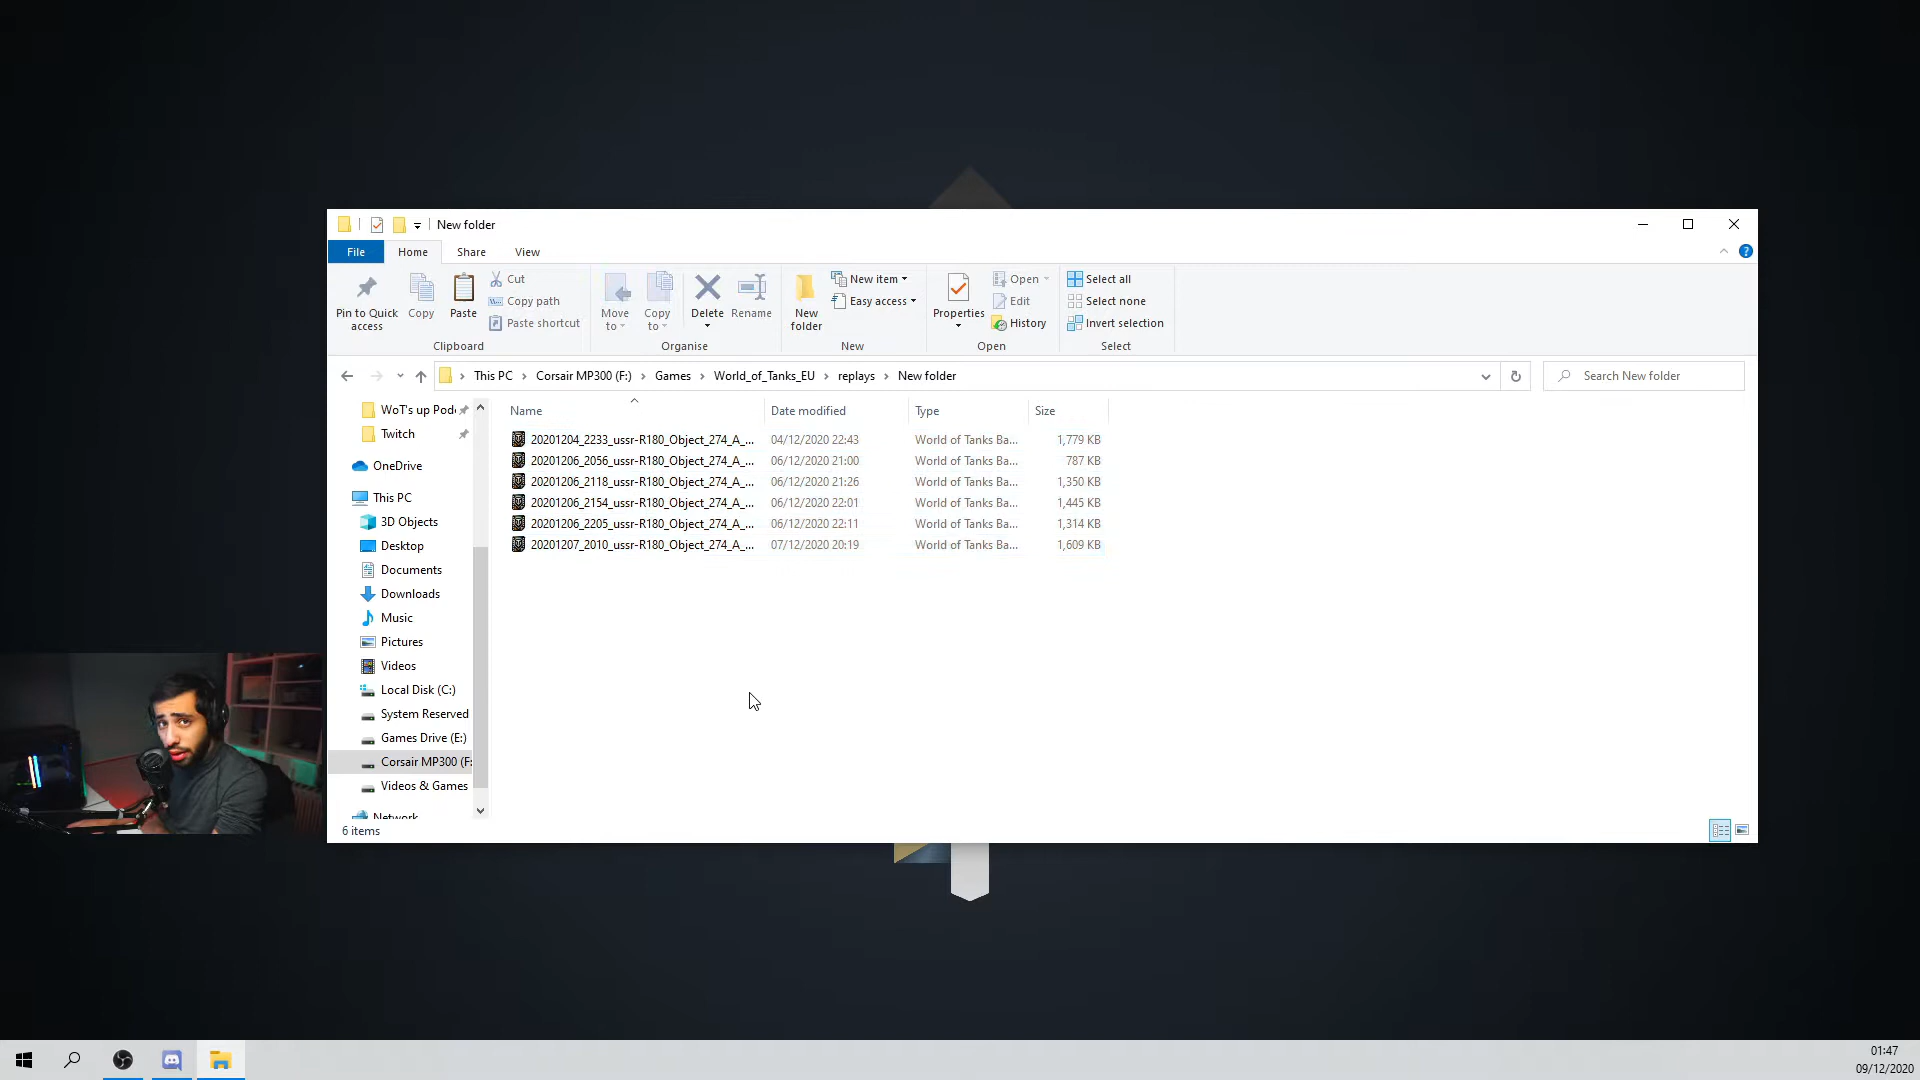 New folder
File Home Share View
Pin to Quick access
Copy
Paste
Cut
Copy path
Paste shortcut
Clipboard
Move to
Copy to
Delete
Rename
Organise
New folder
New item
Easy access
New
Properties
Open
Edit
History
Open
Select all
Select none
Invert selection
Select
This PC > Corsair MP300 (F:) > Games > World_of_Tanks_EU > replays > New folder
Search New folder
Name Date modified Type Size
20201204_2233_ussr-R180_Object_274_A_... 04/12/2020 22:43 World of Tanks Ba... 1,779 KB
20201206_2056_ussr-R180_Object_274_A_... 06/12/2020 21:00 World of Tanks Ba... 787 KB
20201206_2118_ussr-R180_Object_274_A_... 06/12/2020 21:26 World of Tanks Ba... 1,350 KB
20201206_2154_ussr-R180_Object_274_A_... 06/12/2020 22:01 World of Tanks Ba... 1,445 KB
20201206_2205_ussr-R180_Object_274_A_... 06/12/2020 22:11 World of Tanks Ba... 1,314 KB
20201207_2010_ussr-R180_Object_274_A_... 07/12/2020 20:19 World of Tanks Ba... 1,609 KB
WoT's up Pod
Twitch
OneDrive
This PC
3D Objects
Desktop
Documents
Downloads
Music
Pictures
Videos
Local Disk (C:)
System Reserved
Games Drive (E:)
Corsair MP300 (F:
Videos & Games
Network
6 items
01:47
09/12/2020